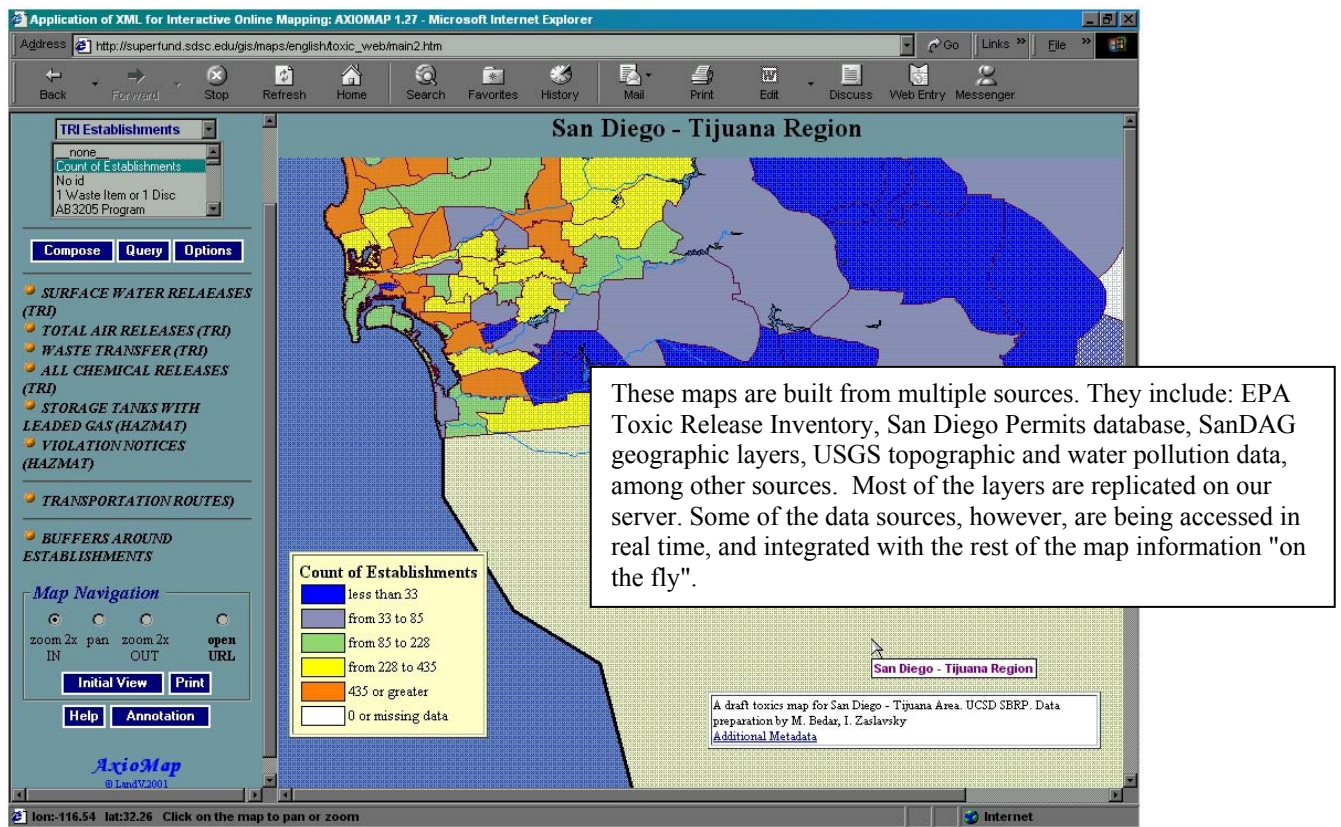 Application of XML for Interactive Online Mapping: AXIOMAP 1.27 - Microsoft Internet Explorer
Address http://superfund.sdsc.edu/gis/maps/english/toxic_web/main2.htm Go Links » File »
Back Forward Stop Refresh Home Search Favorites History Mail Print Edit Discuss Web Entry Messenger
TRI Establishments
__none__
Count of Establishments
No id
1 Waste Item or 1 Disc
AB3205 Program
Compose Query Options
SURFACE WATER RELAEASES
(TRI)
TOTAL AIR RELEASES (TRI)
WASTE TRANSFER (TRI)
ALL CHEMICAL RELEASES
(TRI)
STORAGE TANKS WITH
LEADED GAS (HAZMAT)
VIOLATION NOTICES
(HAZMAT)
TRANSPORTATION ROUTES)
BUFFERS AROUND
ESTABLISHMENTS
Map Navigation
zoom 2x pan zoom 2x open
IN OUT URL
Initial View Print
Help Annotation
AxioMap
© LandV.2001
San Diego - Tijuana Region
These maps are built from multiple sources. They include: EPA
Toxic Release Inventory, San Diego Permits database, SanDAG
geographic layers, USGS topographic and water pollution data,
among other sources. Most of the layers are replicated on our
server. Some of the data sources, however, are being accessed in
real time, and integrated with the rest of the map information "on
the fly".
Count of Establishments
less than 33
from 33 to 85
from 85 to 228
from 228 to 435
435 or greater
0 or missing data
San Diego - Tijuana Region
A draft toxics map for San Diego - Tijuana Area. UCSD SBRP. Data
preparation by M. Bedar, I. Zaslavsky
Additional Metadata
lon:-116.54 lat:32.26 Click on the map to pan or zoom Internet